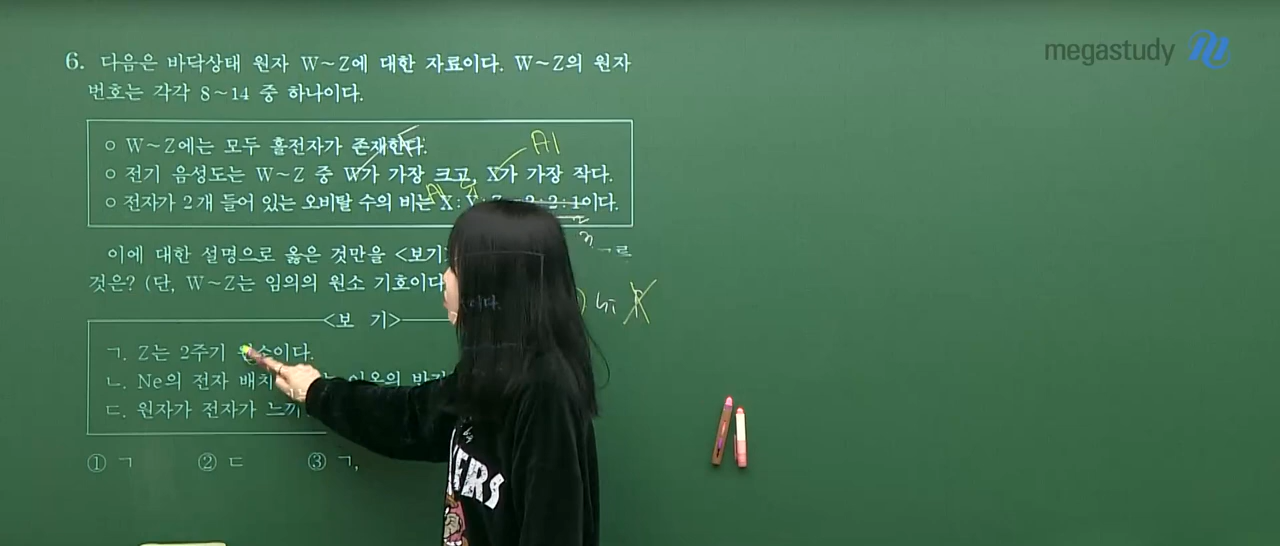 megastudy
6. 다음은 바닥상태 원자 W~Z에 대한 자료이다. W~Z의 원자
번호는 각각 8~14 중 하나이다.
○ W~Z에는 모두 홀전자가 존재한다.
○ 전기 음성도는 W~Z 중 W가 가장 크고, X가 가장 작다.
Al
○ 전자가 2개 들어 있는 오비탈 수의 비는 X:Y:Z = 2:2:1이다.
이에 대한 설명으로 옳은 것만을 <보기>
것은? (단, W~Z는 임의의 원소 기호이다.
<보 기>
ㄱ. Z는 2주기 원소이다.
ㄴ. Ne의 전자 배치
이온의
ㄷ. 원자가 전자가 느끼
① ㄱ ② ㄷ ③ ㄱ,